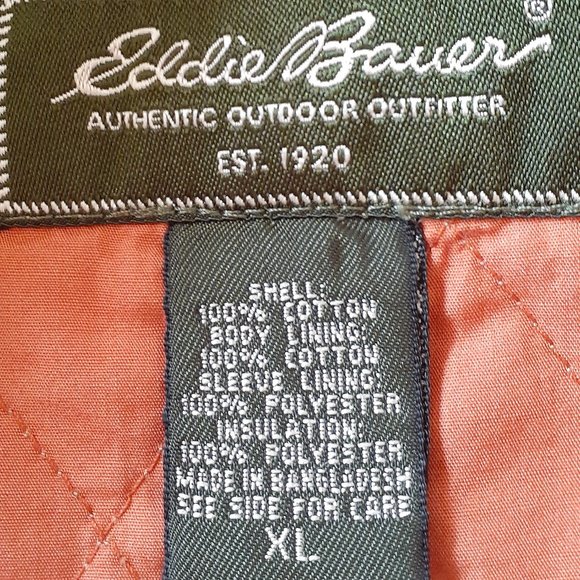 Eddie Bauer®
AUTHENTIC OUTDOOR OUTFITTER
EST. 1920
SHELL:
100% COTTON
BODY LINING:
100% COTTON
SLEEVE LINING:
100% POLYESTER
INSULATION:
100% POLYESTER
MADE IN BANGLADESH
SEE SIDE FOR CARE
XL